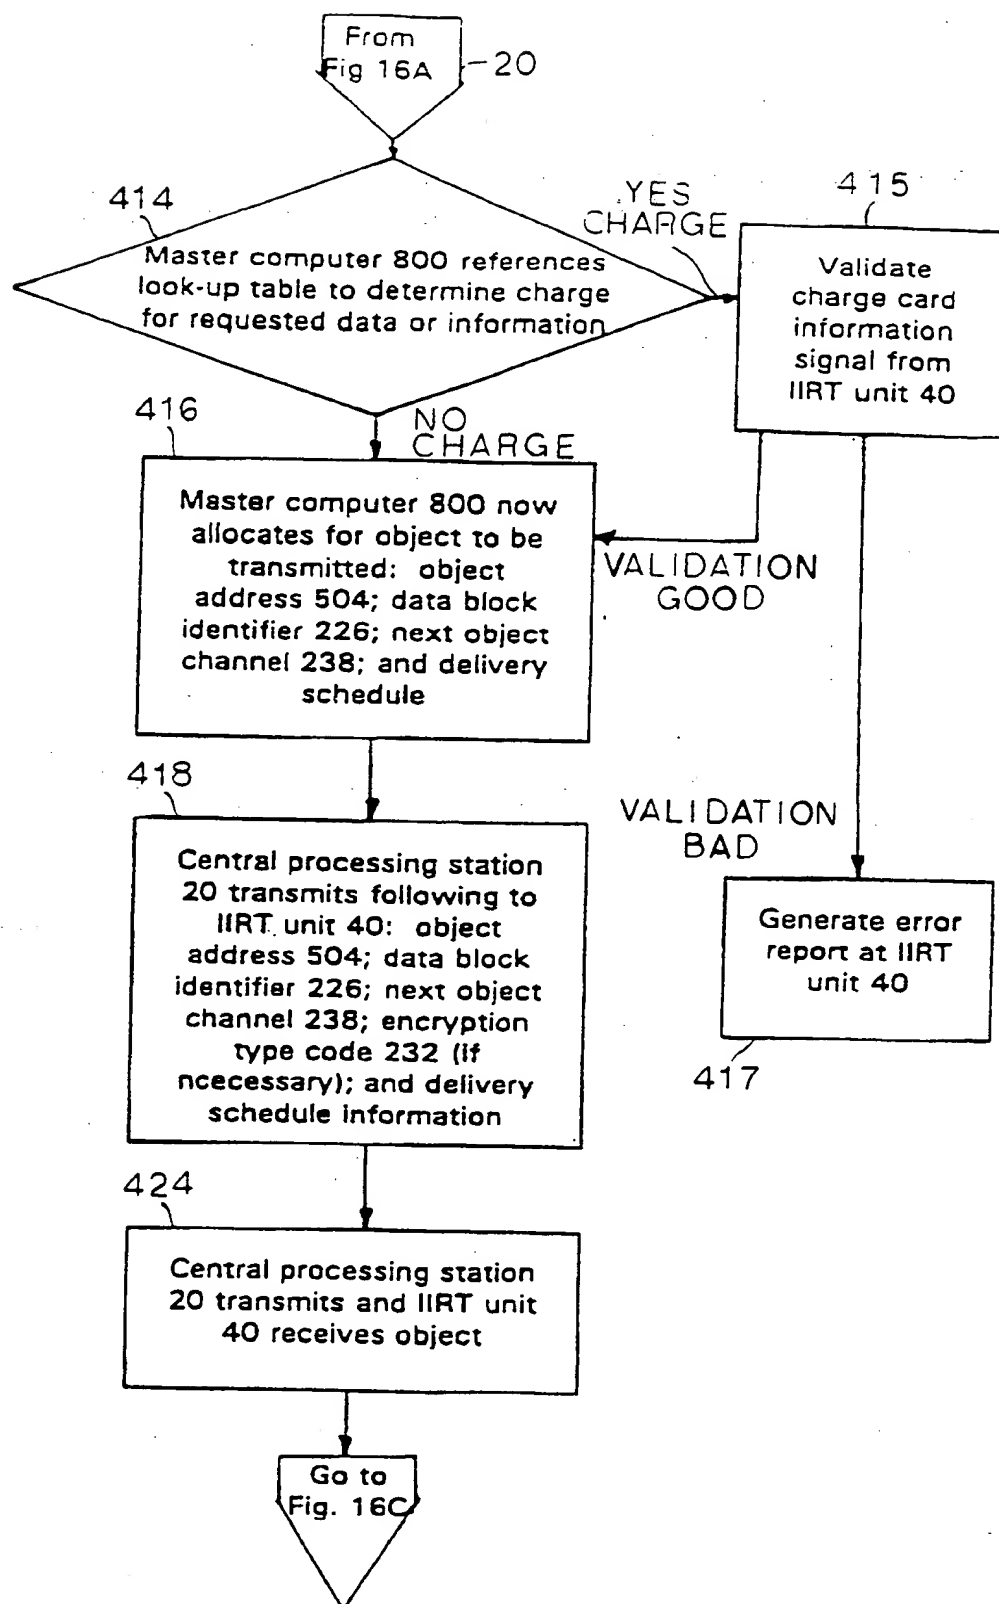 From
Fig 16A
20
414
Master computer 800 references
look-up table to determine charge
for requested data or information
YES
CHARGE
415
Validate
charge card
information
signal from
IIRT unit 40
416
NO
CHARGE
Master computer 800 now
allocates for object to be
transmitted: object
address 504; data block
identifier 226; next object
channel 238; and delivery
schedule
VALIDATION
GOOD
418
VALIDATION
BAD
Central processing station
20 transmits following to
IIRT unit 40: object
address 504; data block
identifier 226; next object
channel 238; encryption
type code 232 (if
ncecessary); and delivery
schedule information
Generate error
report at IIRT
unit 40
417
424
Central processing station
20 transmits and IIRT unit
40 receives object
Go to
Fig. 16C